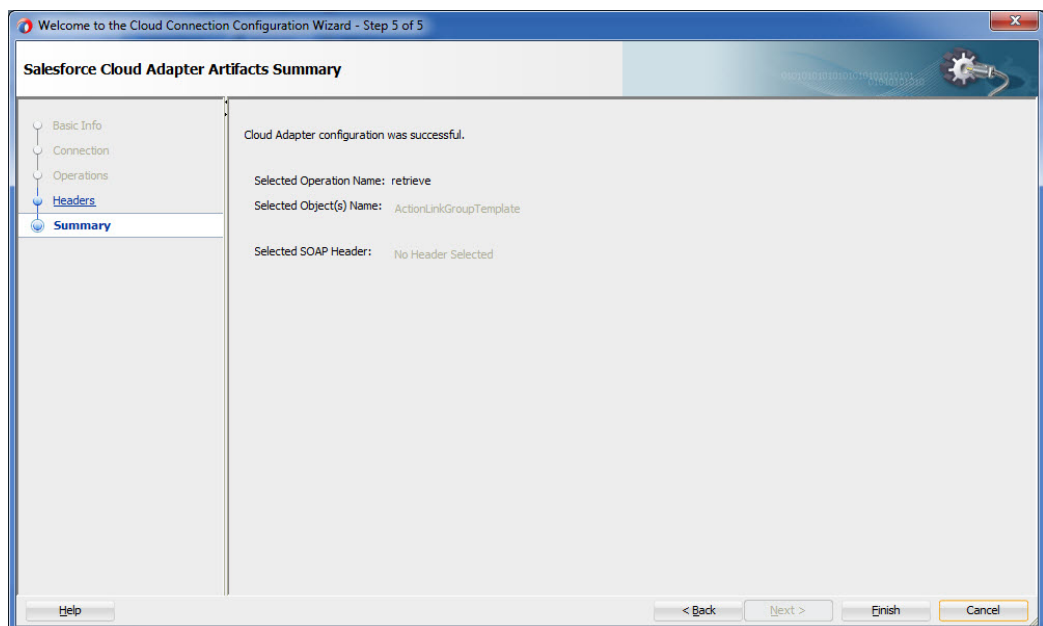 Welcome to the Cloud Connection Configuration Wizard - Step 5 of 5
Salesforce Cloud Adapter Artifacts Summary
Basic Info
Connection
Operations
Headers
Summary
Cloud Adapter configuration was successful.
Selected Operation Name: retrieve
Selected Object(s) Name: ActionLinkGroupTemplate
Selected SOAP Header: No Header Selected
Help
< Back
Next >
Finish
Cancel